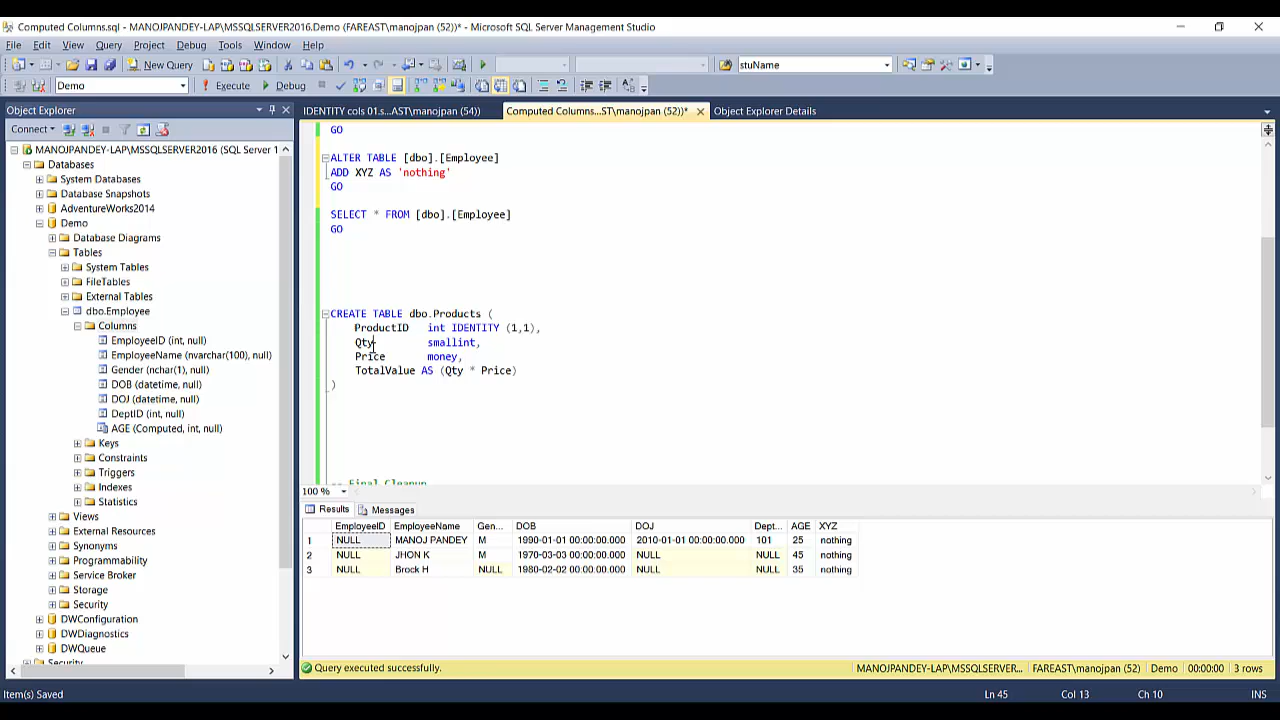 Computed Columns.sql - MANOJPANDEY-LAP\MSSQLSERVER2016.Demo (FAREAST\manojpan (52))* - Microsoft SQL Server Management Studio
File Edit View Query Project Debug Tools Window Help
New Query stuName
Demo Execute Debug
Object Explorer
IDENTITY cols 01.s...AST\manojpan (54)) Computed Columns...ST\manojpan (52))* Object Explorer Details
Connect
MANOJPANDEY-LAP\MSSQLSERVER2016 (SQL Server 1
Databases
System Databases
Database Snapshots
AdventureWorks2014
Demo
Database Diagrams
Tables
System Tables
FileTables
External Tables
dbo.Employee
Columns
EmployeeID (int, null)
EmployeeName (nvarchar(100), null)
Gender (nchar(1), null)
DOB (datetime, null)
DOJ (datetime, null)
DeptID (int, null)
AGE (Computed, int, null)
Keys
Constraints
Triggers
Indexes
Statistics
Views
External Resources
Synonyms
Programmability
Service Broker
Storage
Security
DWConfiguration
DWDiagnostics
DWQueue
Security
GO
ALTER TABLE [dbo].[Employee]
ADD XYZ AS 'nothing'
GO
SELECT * FROM [dbo].[Employee]
GO
CREATE TABLE dbo.Products (
ProductID int IDENTITY (1,1),
Qty smallint,
Price money,
TotalValue AS (Qty * Price)
)
Final Cleanup
100 %
Results Messages
EmployeeID EmployeeName Gen... DOB DOJ Dept... AGE XYZ
1 NULL MANOJ PANDEY M 1990-01-01 00:00:00.000 2010-01-01 00:00:00.000 101 25 nothing
2 NULL JHON K M 1970-03-03 00:00:00.000 NULL NULL 45 nothing
3 NULL Brock H NULL 1980-02-02 00:00:00.000 NULL NULL 35 nothing
Query executed successfully. MANOJPANDEY-LAP\MSSQLSERVER... FAREAST\manojpan (52) Demo 00:00:00 3 rows
Item(s) Saved Ln 45 Col 13 Ch 10 INS